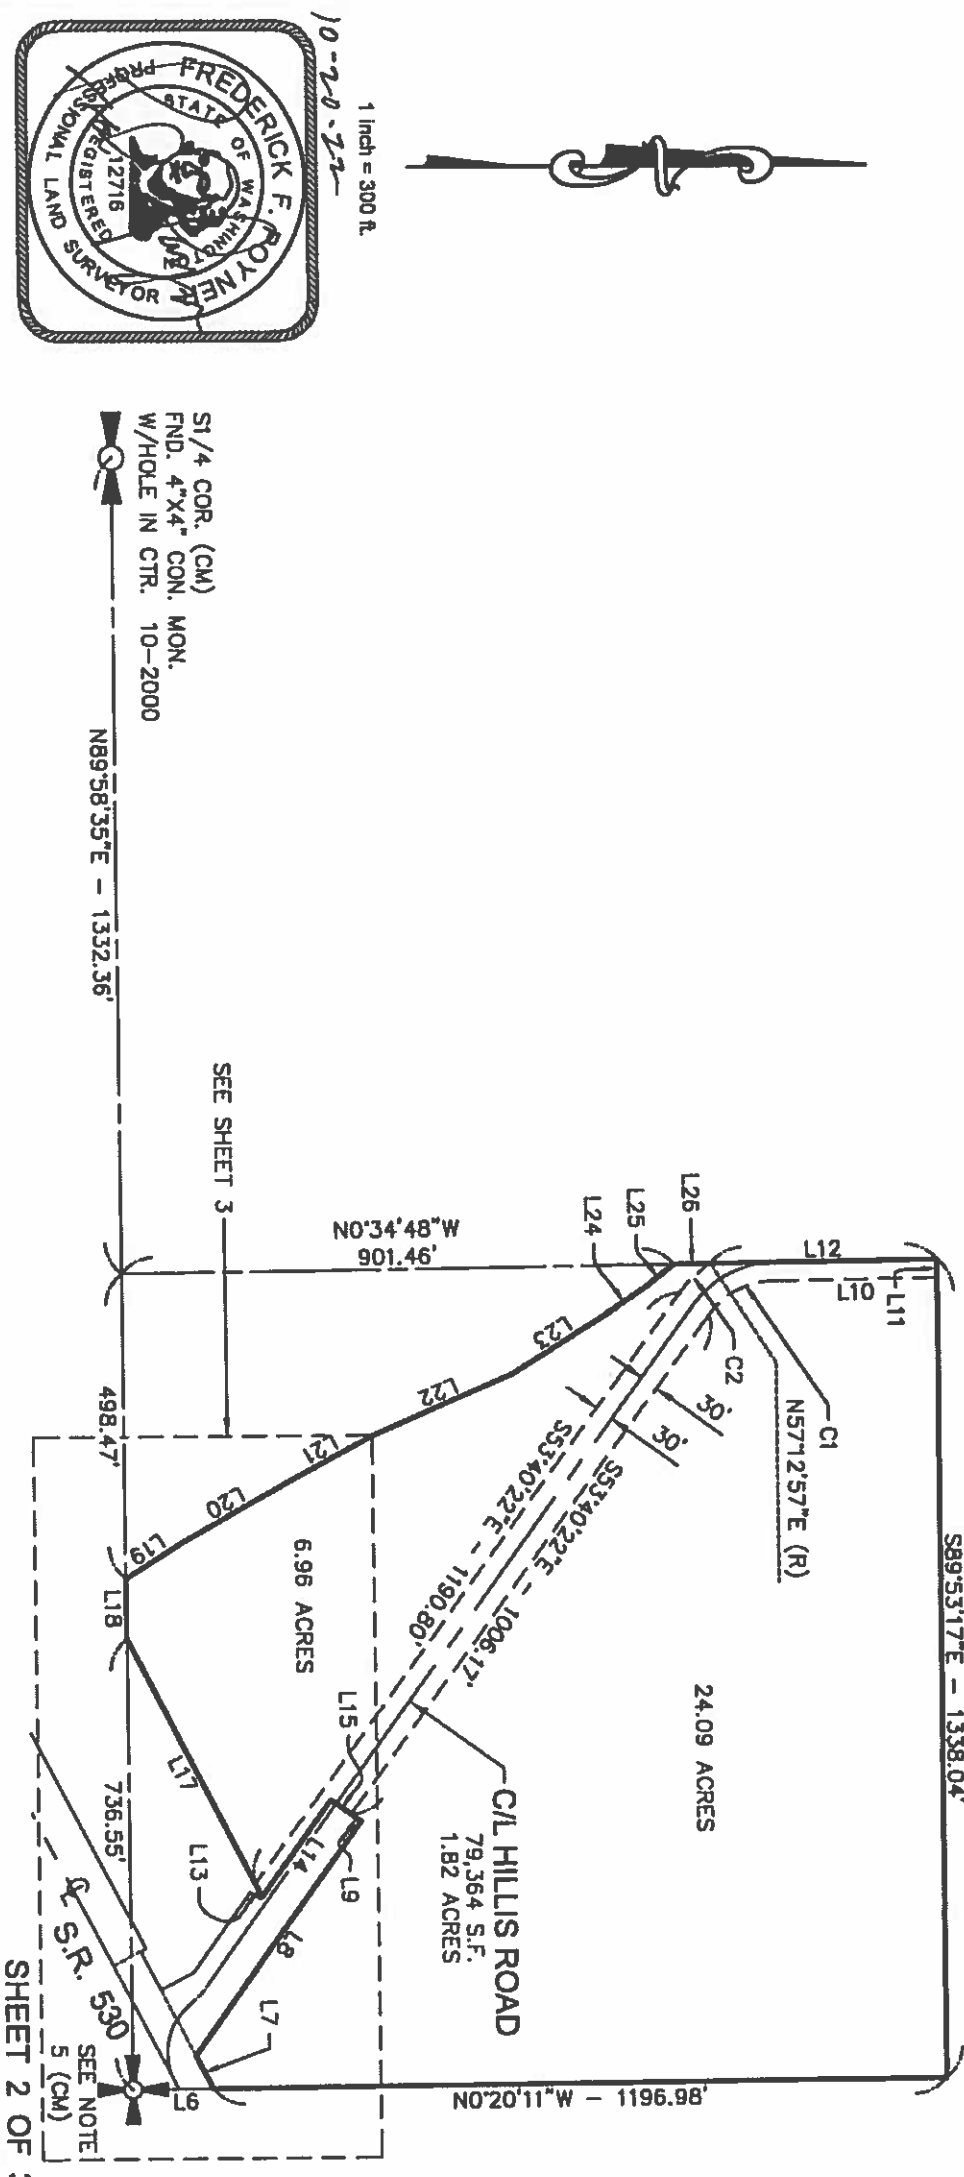 10-20-22
1 inch = 300 ft.
FREDERICK F. POYNER
STATE OF WASHINGTON
12716
REGISTERED
PROFESSIONAL LAND SURVEYOR
S1/4 COR. (CM)
FND. 4"X4" CON. MON.
W/HOLE IN CTR. 10-2000
N89°58'35"E - 1332.36'
SEE SHEET 3
N0°34'48"W
901.46'
498.47'
736.55'
L26
L25
L24
L23
L22
L21
L20
L19
L18
L17
L12
L11
L10
C1
C2
N57°12'57"E (R)
30'
30'
S53°40'22"E - 1006.17'
S53°40'22"E - 1190.80'
S89°53'17"E - 1338.04'
24.09 ACRES
6.96 ACRES
C/L HILLIS ROAD
79,364 S.F.
1.82 ACRES
L15
L14
L13
L9
L8
L7
L6
N0°20'11"W - 1196.98'
℄ S.R. 530
SEE NOTE
5 (CM)
SHEET 2 OF